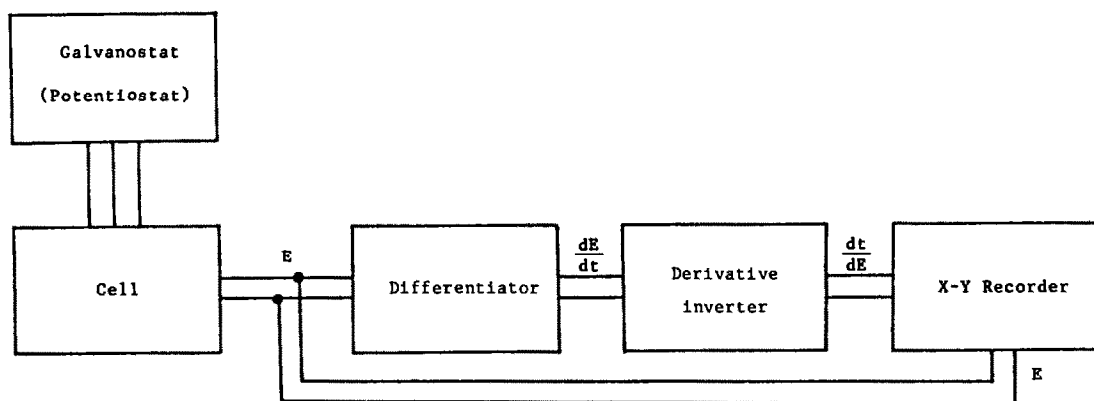 Galvanostat
(Potentiostat)
Cell
E
Differentiator
dE
dt
Derivative
inverter
dt
dE
X-Y Recorder
E